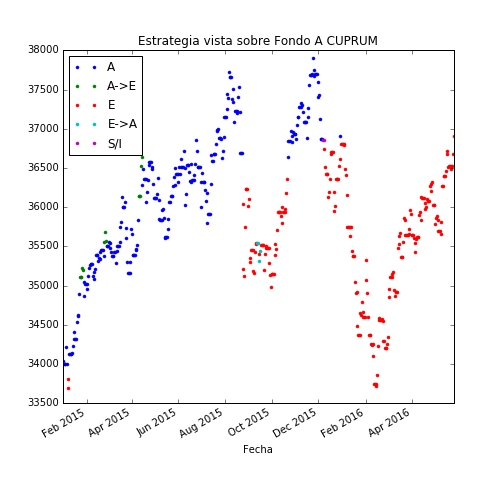 Estrategia vista sobre Fondo A CUPRUM
38000
37500
37000
36500
36000
35500
35000
34500
34000
33500
A
A->E
E
E->A
S/I
Feb 2015
Apr 2015
Jun 2015
Aug 2015
Oct 2015
Dec 2015
Feb 2016
Apr 2016
Fecha